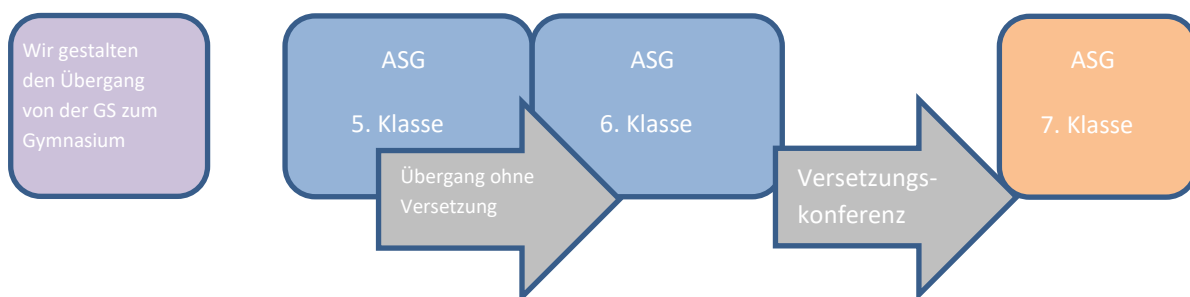 Wir gestalten
den Übergang
von der GS zum
Gymnasium
ASG
5. Klasse
ASG
6. Klasse
Übergang ohne
Versetzung
Versetzungs-
konferenz
ASG
7. Klasse